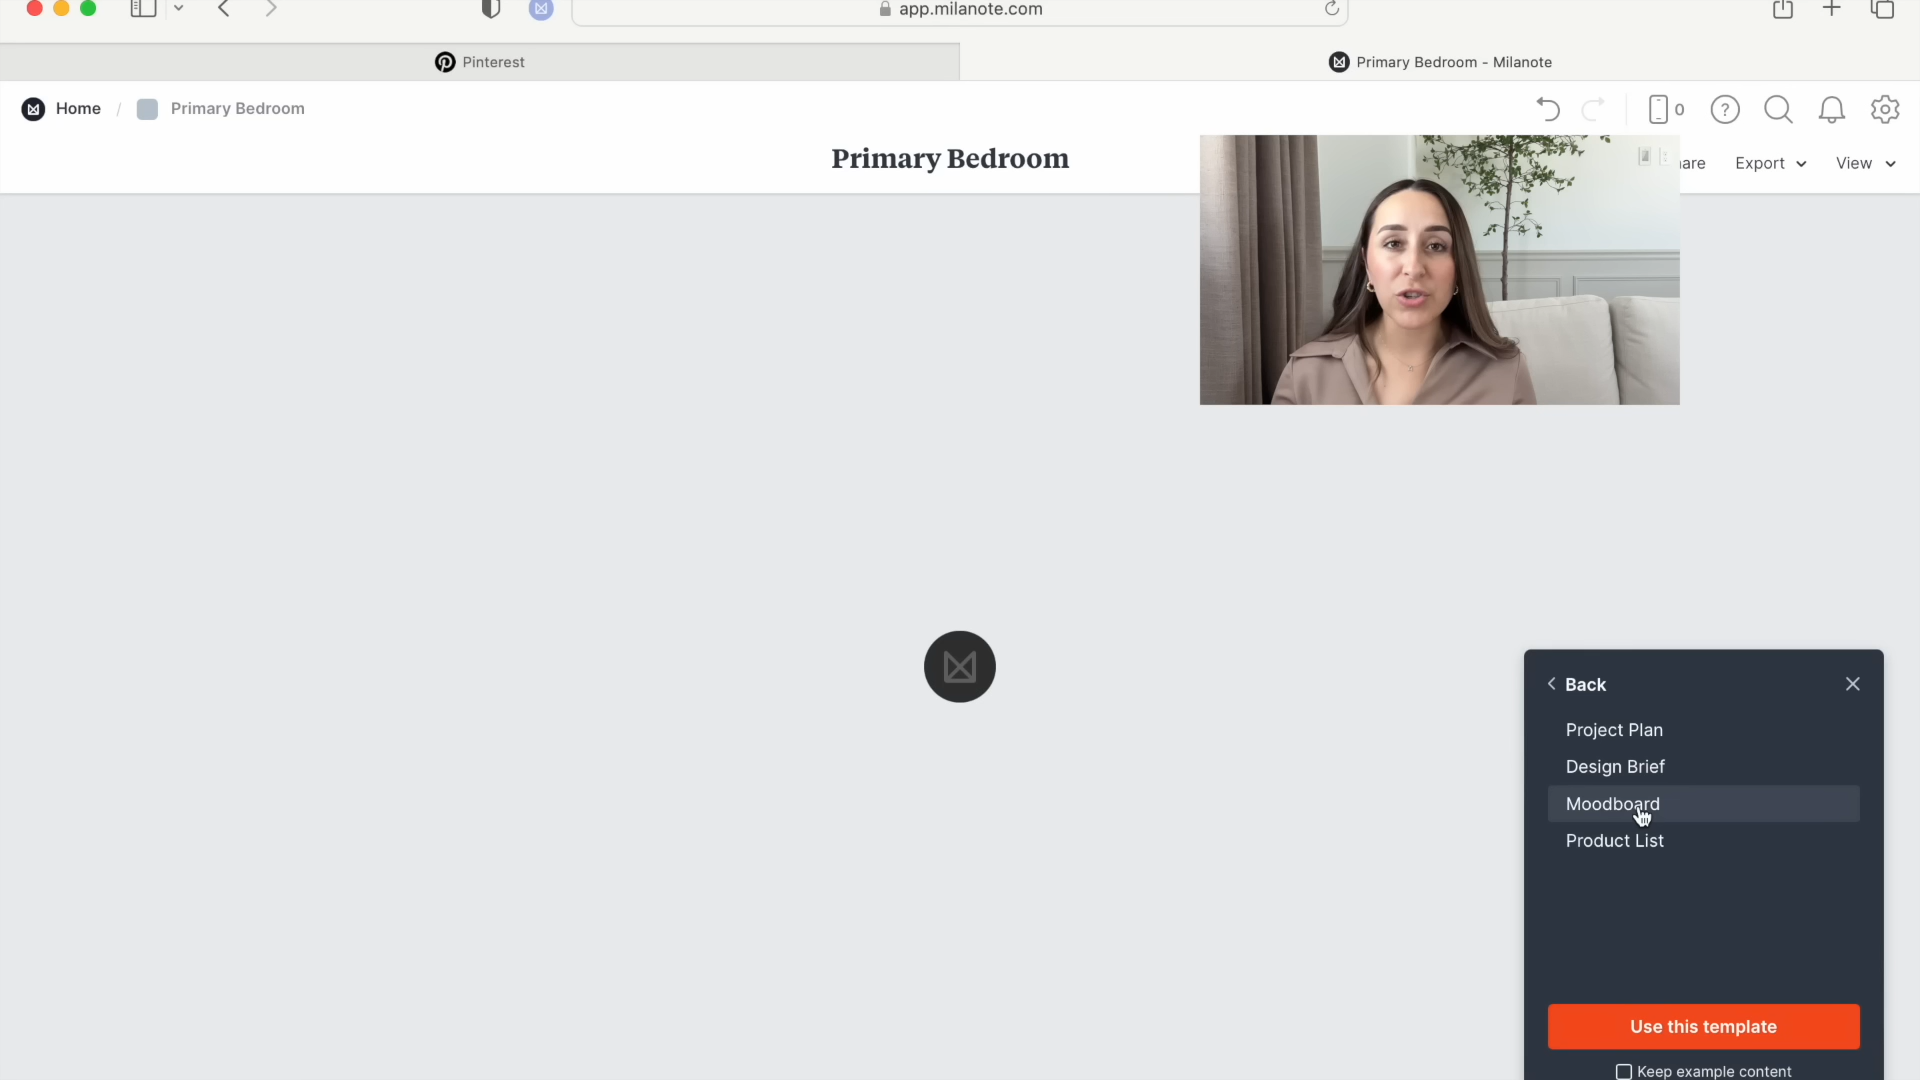 app.milanote.com
Pinterest
Primary Bedroom - Milanote
Home / Primary Bedroom
0
Primary Bedroom
Export
View
Back
Project Plan
Design Brief
Moodboard
Product List
Use this template
Keep example content